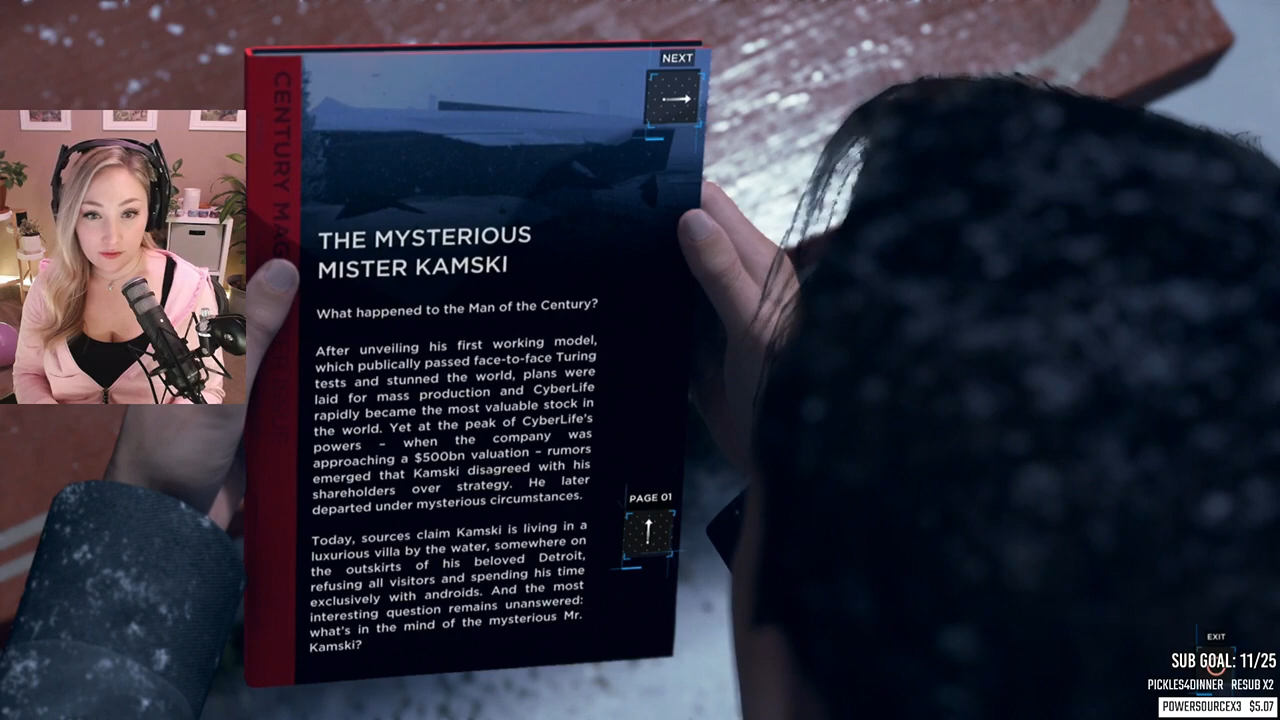 NEXT
CENTURY
THE MYSTERIOUS
MISTER KAMSKI
What happened to the Man of the Century?
After unveiling his first working model,
which publically passed face-to-face Turing
tests and stunned the world, plans were
laid for mass production and CyberLife
rapidly became the most valuable stock in
the world. Yet at the peak of CyberLife's
powers – when the company was
approaching a $500bn valuation – rumors
emerged that Kamski disagreed with his
shareholders over strategy. He later
departed under mysterious circumstances.
Today, sources claim Kamski is living in a
luxurious villa by the water, somewhere on
the outskirts of his beloved Detroit,
refusing all visitors and spending his time
exclusively with androids. And the most
interesting question remains unanswered:
what's in the mind of the mysterious Mr.
Kamski?
PAGE 01
EXIT
SUB GOAL: 11/25
PICKLES4DINNER RESUB X2
POWERSOURCEX3 $5.07